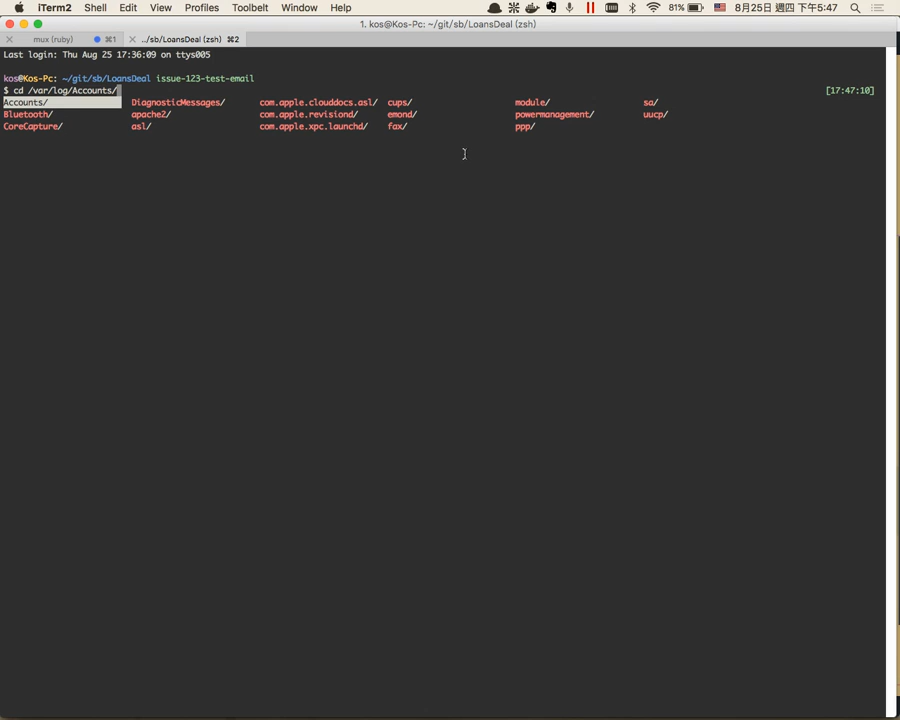 iTerm2 Shell Edit View Profiles Toolbelt Window Help 81% 8月25日 週四 下午5:47
1. kos@Kos-Pc: ~/git/sb/LoansDeal (zsh)
mux (ruby) ⌘1 ../sb/LoansDeal (zsh) ⌘2
Last login: Thu Aug 25 17:36:09 on ttys005
kos@Kos-Pc: ~/git/sb/LoansDeal issue-123-test-email
$ cd /var/log/Accounts/ [17:47:10]
Accounts/ DiagnosticMessages/ com.apple.clouddocs.asl/ cups/ module/ sa/
Bluetooth/ apache2/ com.apple.revisiond/ emond/ powermanagement/ uucp/
CoreCapture/ asl/ com.apple.xpc.launchd/ fax/ ppp/